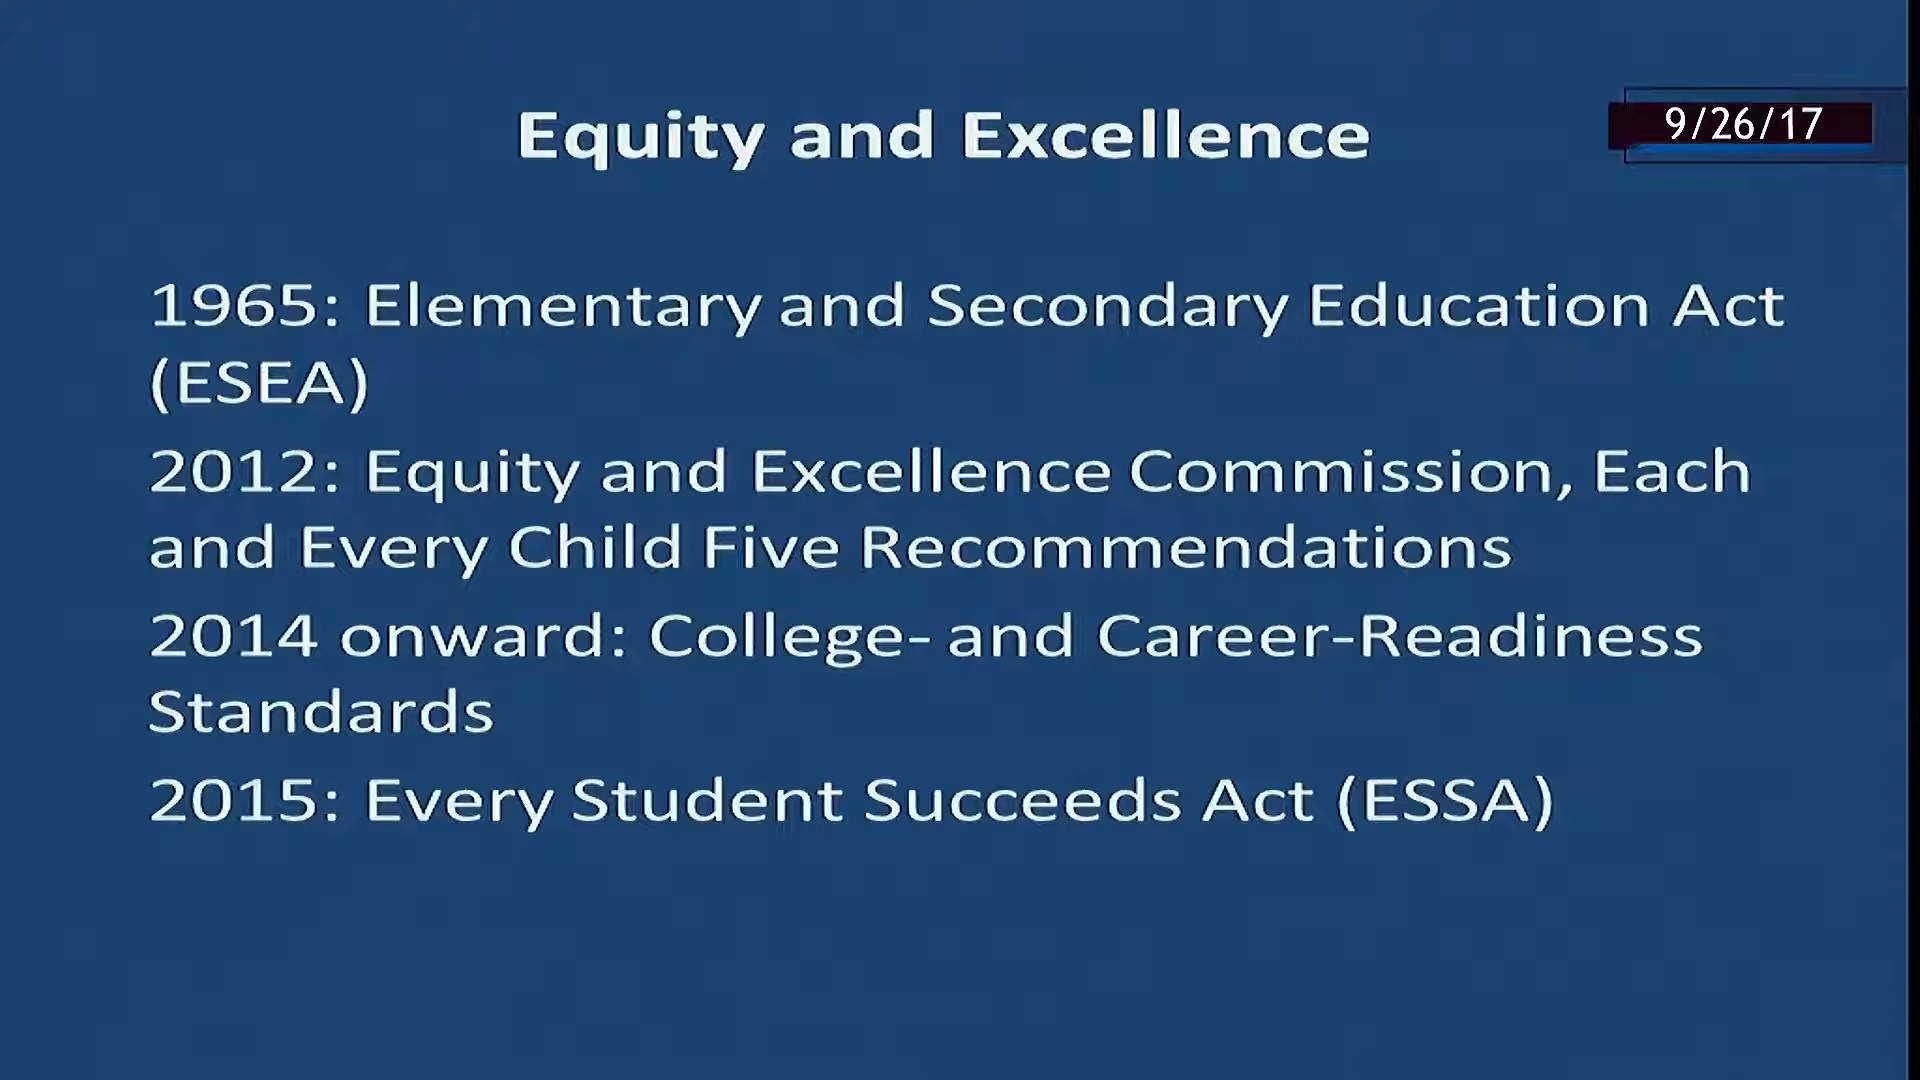 Equity and Excellence
9/26/17
1965: Elementary and Secondary Education Act
(ESEA)
2012: Equity and Excellence Commission, Each
and Every Child Five Recommendations
2014 onward: College- and Career-Readiness
Standards
2015: Every Student Succeeds Act (ESSA)